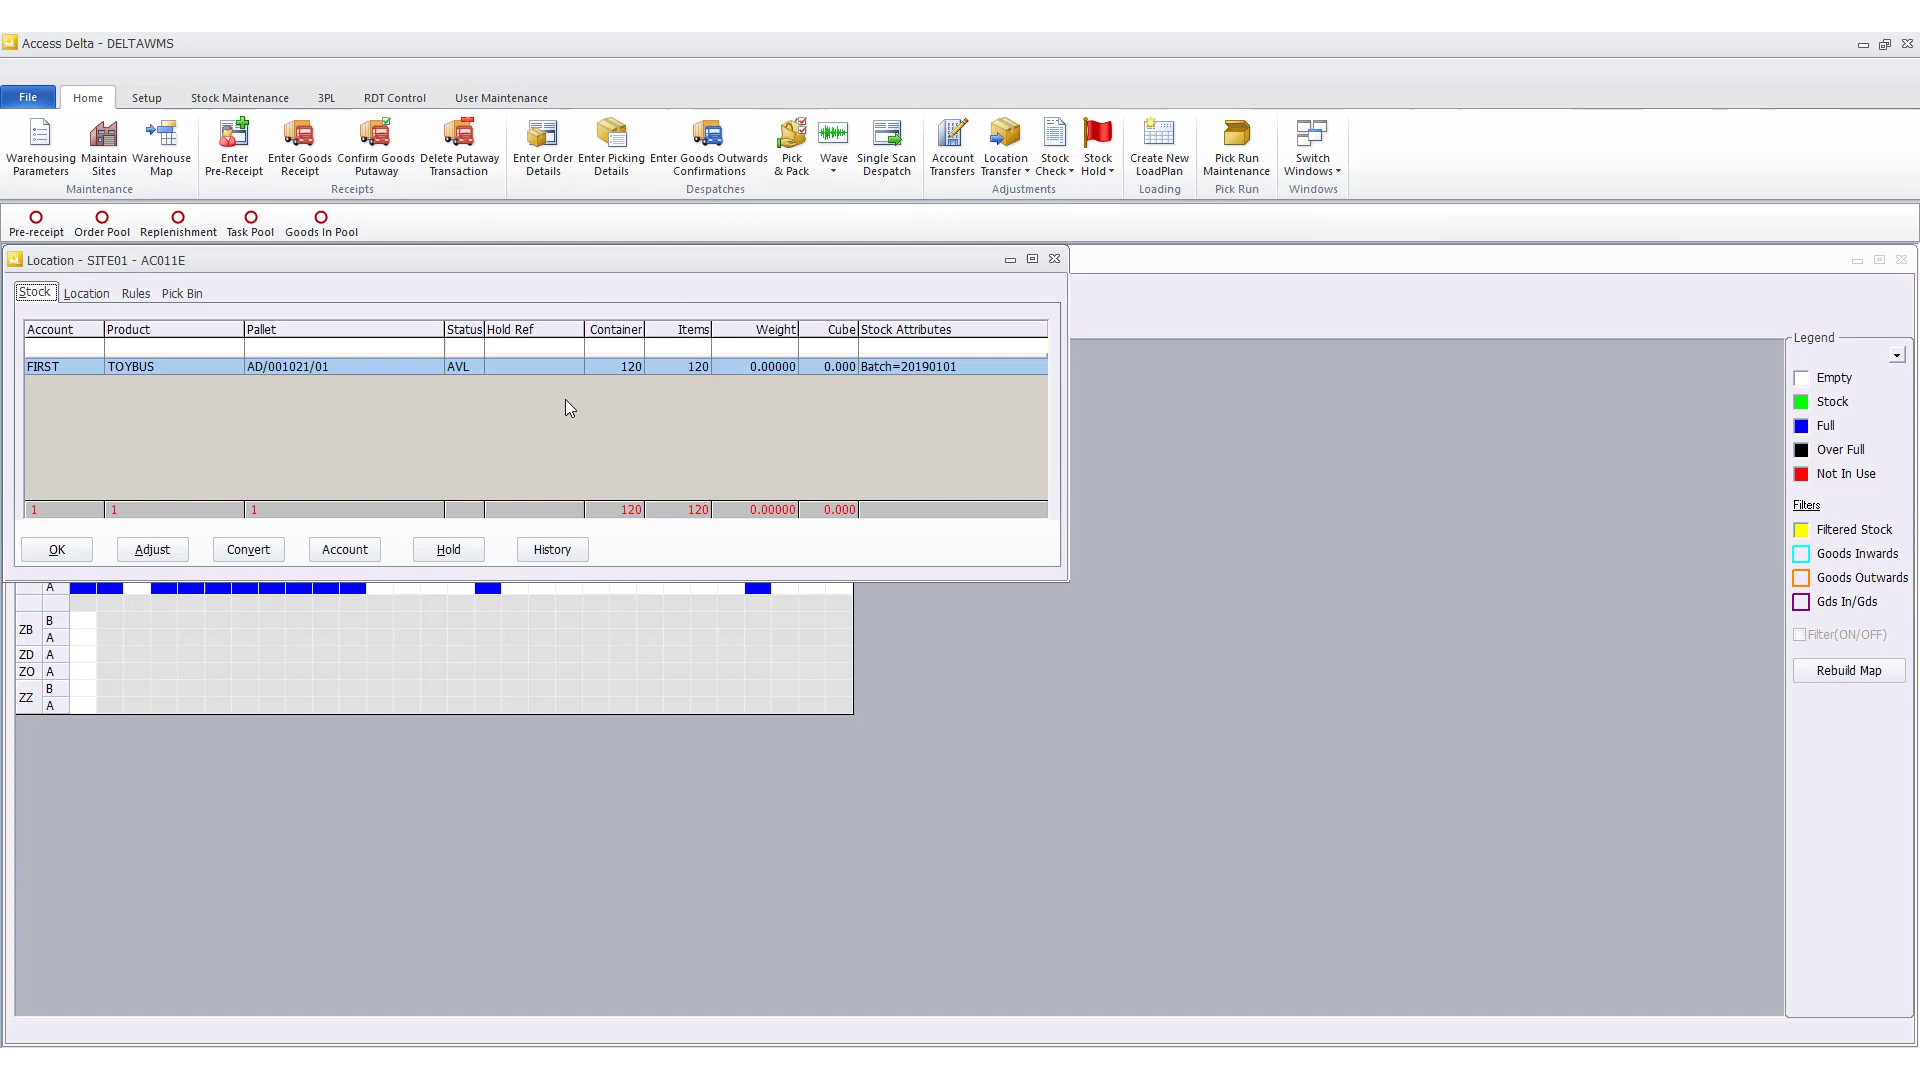 Access Delta - DELTAWMS
File Home Setup Stock Maintenance 3PL RDT Control User Maintenance
Warehousing Parameters Maintain Sites Warehouse Map Enter Pre-Receipt Enter Goods Receipt Confirm Goods Putaway Delete Putaway Transaction Enter Order Details Enter Picking Details Enter Goods Outwards Confirmations Pick & Pack Wave Single Scan Despatch Account Transfers Location Transfer Stock Check Stock Hold Create New LoadPlan Pick Run Maintenance Switch Windows
Maintenance Receipts Despatches Adjustments Loading Pick Run Windows
Pre-receipt Order Pool Replenishment Task Pool Goods In Pool
Location - SITE01 - AC011E
Stock Location Rules Pick Bin
Account Product Pallet Status Hold Ref Container Items Weight Cube Stock Attributes
FIRST TOYBUS AD/001021/01 AVL 120 120 0.00000 0.000 Batch=20190101
1 1 1 120 120 0.00000 0.000
OK Adjust Convert Account Hold History
A
ZB B
A
ZD A
ZO A
ZZ B
A
Legend
Empty
Stock
Full
Over Full
Not In Use
Filters
Filtered Stock
Goods Inwards
Goods Outwards
Gds In/Gds
Filter(ON/OFF)
Rebuild Map